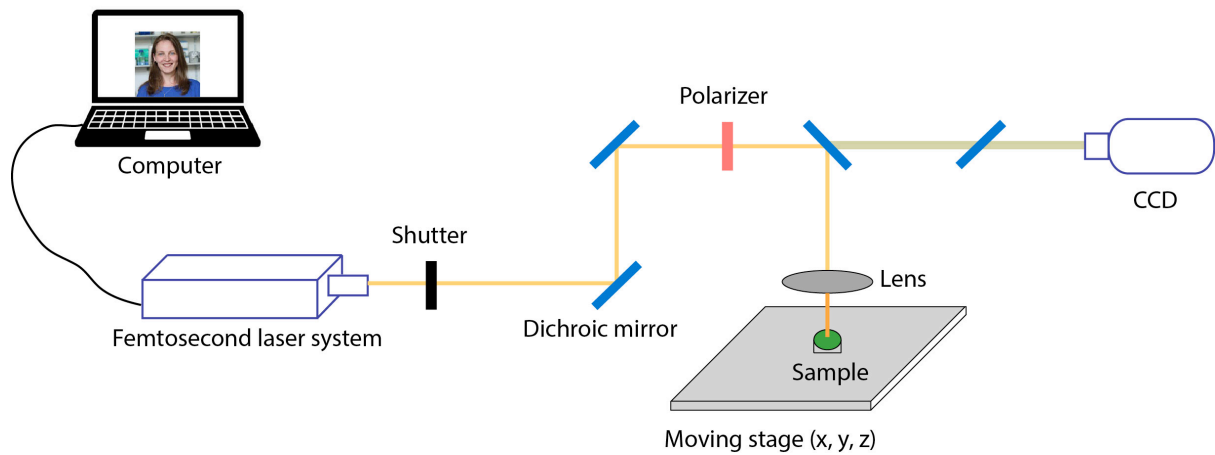 Polarizer
Computer
CCD
Shutter
Lens
Dichroic mirror
Femtosecond laser system
Sample
Moving stage (x, y, z)